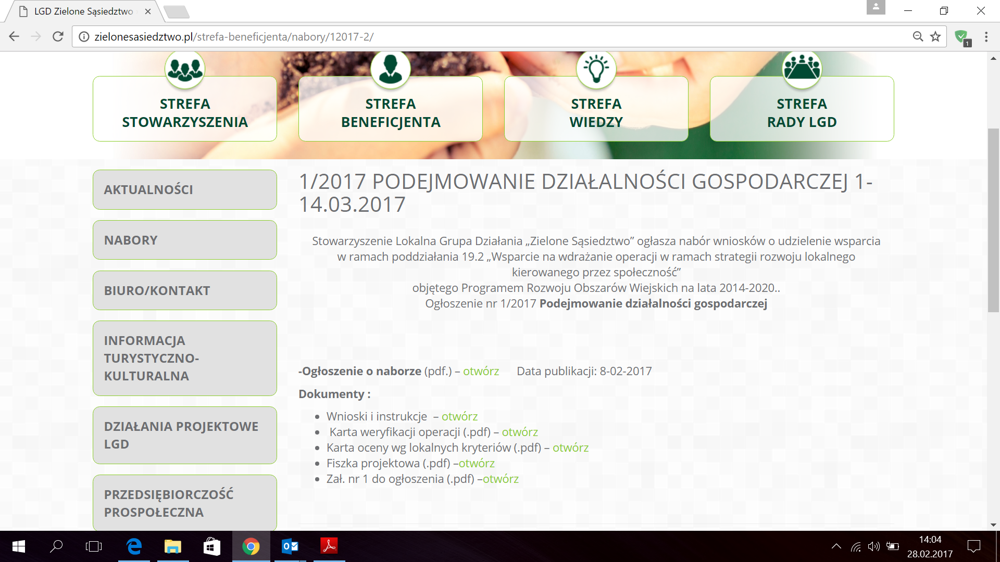 LGD Zielone Sąsiedztwo
zielonesasiedztwo.pl/strefa-beneficjenta/nabory/12017-2/
1
STREFA
STOWARZYSZENIA
STREFA
BENEFICJENTA
STREFA
WIEDZY
STREFA
RADY LGD
AKTUALNOŚCI
NABORY
BIURO/KONTAKT
INFORMACJA
TURYSTYCZNO-
KULTURALNA
DZIAŁANIA PROJEKTOWE
LGD
PRZEDSIĘBIORCZOŚĆ
PROSPOŁECZNA
1/2017 PODEJMOWANIE DZIAŁALNOŚCI GOSPODARCZEJ 1-
14.03.2017
Stowarzyszenie Lokalna Grupa Działania „Zielone Sąsiedztwo” ogłasza nabór wniosków o udzielenie wsparcia
w ramach poddziałania 19.2 „Wsparcie na wdrażanie operacji w ramach strategii rozwoju lokalnego
kierowanego przez społeczność”
objętego Programem Rozwoju Obszarów Wiejskich na lata 2014-2020..
Ogłoszenie nr 1/2017 Podejmowanie działalności gospodarczej
-Ogłoszenie o naborze (pdf.) – otwórz Data publikacji: 8-02-2017
Dokumenty :
Wnioski i instrukcje – otwórz
Karta weryfikacji operacji (.pdf) – otwórz
Karta oceny wg lokalnych kryteriów (.pdf) – otwórz
Fiszka projektowa (.pdf) –otwórz
Zał. nr 1 do ogłoszenia (.pdf) –otwórz
14:04
28.02.2017